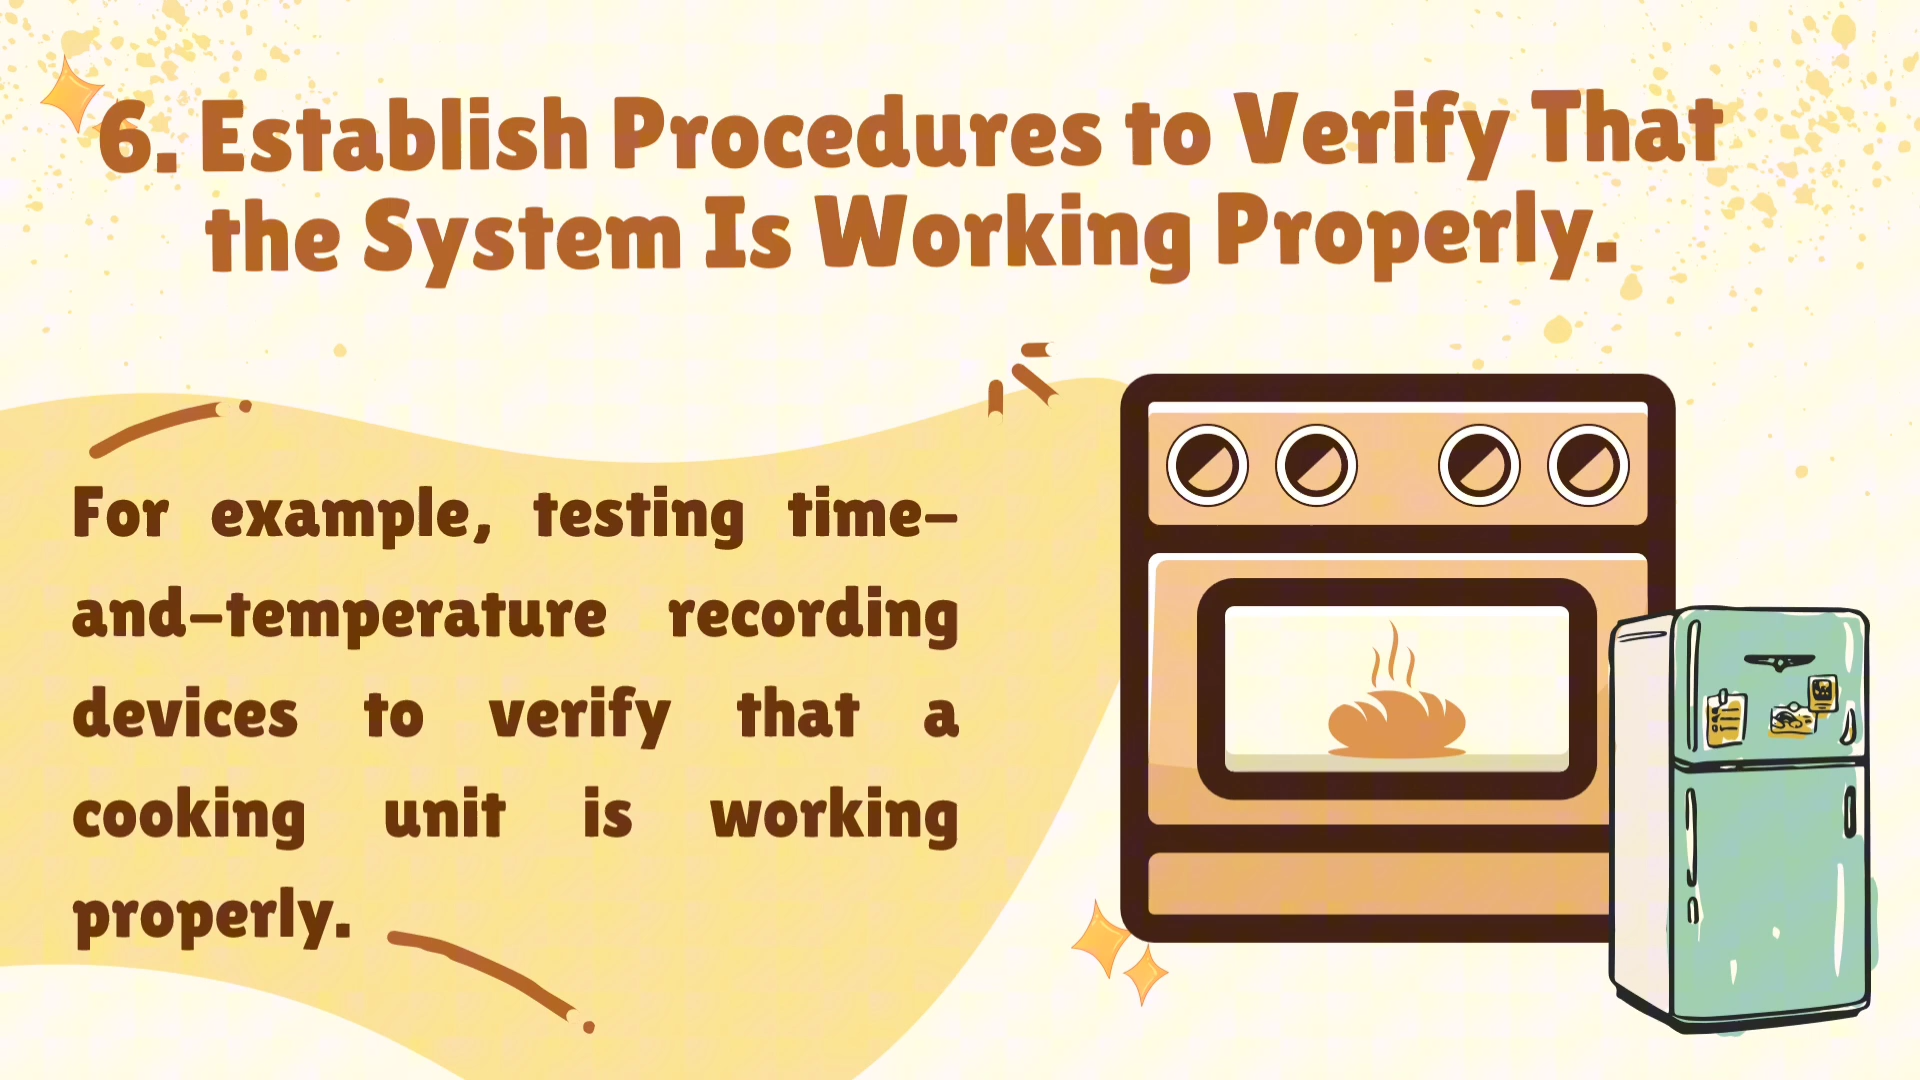 6. Establish Procedures to Verify That
the System Is Working Properly.
For example, testing time-
and-temperature recording
devices to verify that a
cooking unit is working
properly.